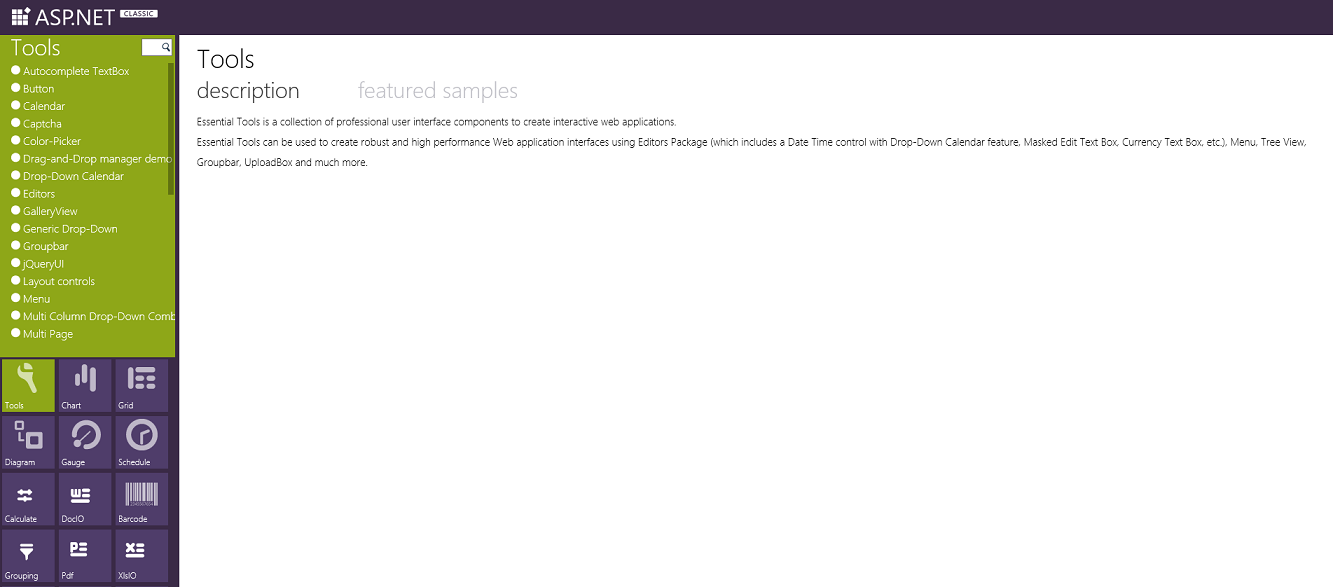 ASP.NET CLASSIC
Tools
Autocomplete TextBox
Button
Calendar
Captcha
Color-Picker
Drag-and-Drop manager demo
Drop-Down Calendar
Editors
GalleryView
Generic Drop-Down
Groupbar
jQueryUI
Layout controls
Menu
Multi Column Drop-Down Comb
Multi Page
Tools
Chart
Grid
Diagram
Gauge
Schedule
Calculate
DocIO
Barcode
Grouping
Pdf
XlsIO
Tools
description featured samples
Essential Tools is a collection of professional user interface components to create interactive web applications.
Essential Tools can be used to create robust and high performance Web application interfaces using Editors Package (which includes a Date Time control with Drop-Down Calendar feature, Masked Edit Text Box, Currency Text Box, etc.), Menu, Tree View,
Groupbar, UploadBox and much more.